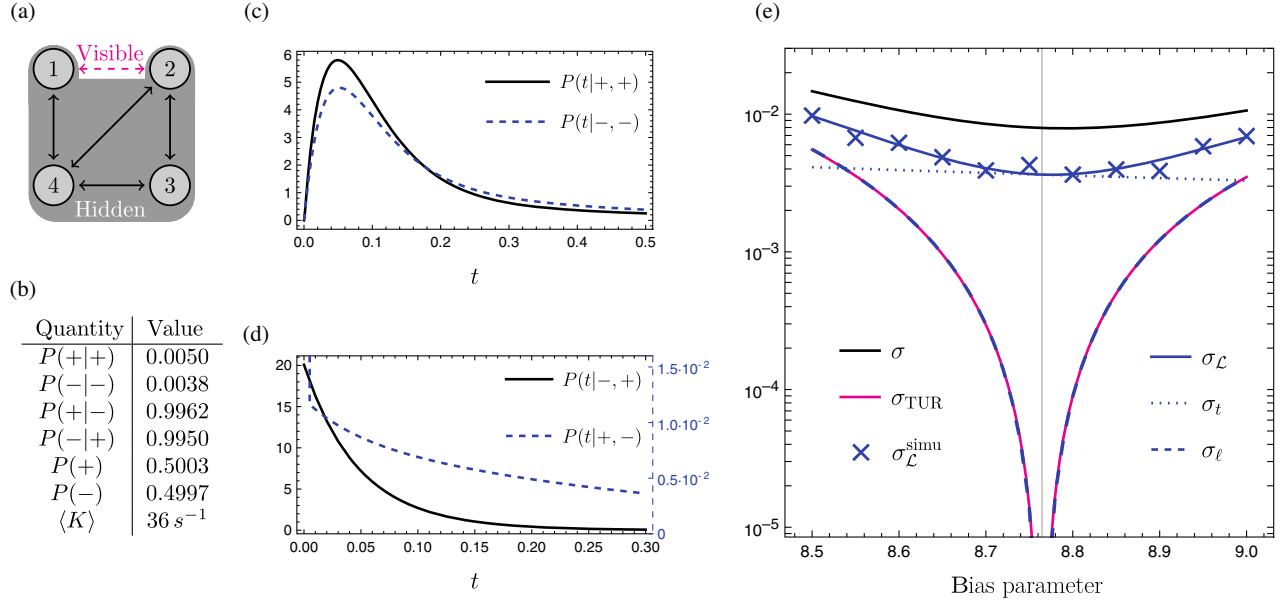 (a)
Visible
1
2
4
3
Hidden
(b)
Quantity Value
P(+|+) 0.0050
P(−|−) 0.0038
P(+|−) 0.9962
P(−|+) 0.9950
P(+) 0.5003
P(−) 0.4997
⟨K⟩ 36 s⁻¹
(c)
6
5
4
3
2
1
0
P(t|+, +)
P(t|−, −)
0.0 0.1 0.2 0.3 0.4 0.5
t
(d)
20
15
10
5
0
P(t|−, +)
P(t|+, −)
1.5·10⁻²
1.0·10⁻²
0.5·10⁻²
0
0.00 0.05 0.10 0.15 0.20 0.25 0.30
t
(e)
10⁻²
10⁻³
10⁻⁴
10⁻⁵
σ
σ_TUR
σ_ℒ^simu
σ_ℒ
σ_t
σ_ℓ
8.5 8.6 8.7 8.8 8.9 9.0
Bias parameter